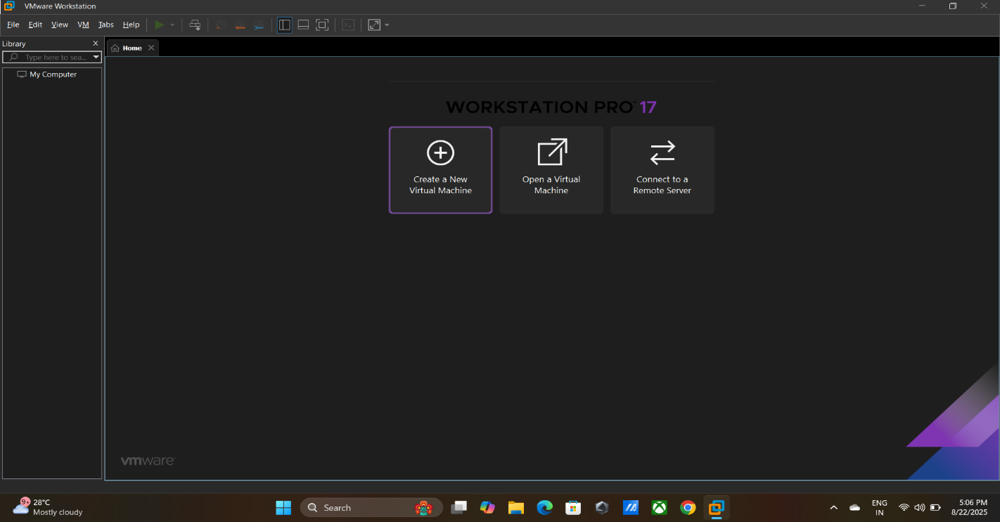 VMware Workstation
File Edit View VM Tabs Help
Library
Home
Type here to sea...
My Computer
WORKSTATION PRO™ 17
Create a New
Virtual Machine
Open a Virtual
Machine
Connect to a
Remote Server
vmware
9+
28°C
Mostly cloudy
Search
ENG
IN
5:06 PM
8/22/2025